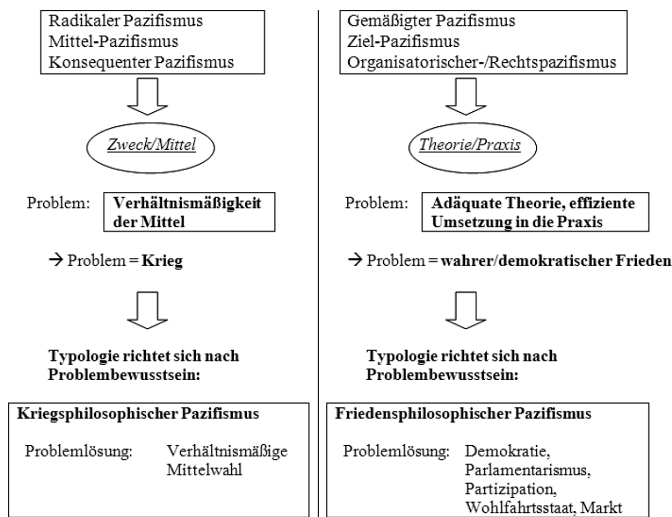 Radikaler Pazifismus
Mittel-Pazifismus
Konsequenter Pazifismus
Zweck/Mittel
Problem: Verhältnismäßigkeit
der Mittel
→ Problem = Krieg
Typologie richtet sich nach
Problembewusstsein:
Kriegsphilosophischer Pazifismus
Problemlösung: Verhältnismäßige
Mittelwahl
Gemäßigter Pazifismus
Ziel-Pazifismus
Organisatorischer-/Rechtspazifismus
Theorie/Praxis
Problem: Adäquate Theorie, effiziente
Umsetzung in die Praxis
→ Problem = wahrer/demokratischer Frieden
Typologie richtet sich nach
Problembewusstsein:
Friedensphilosophischer Pazifismus
Problemlösung: Demokratie,
Parlamentarismus,
Partizipation,
Wohlfahrtsstaat, Markt